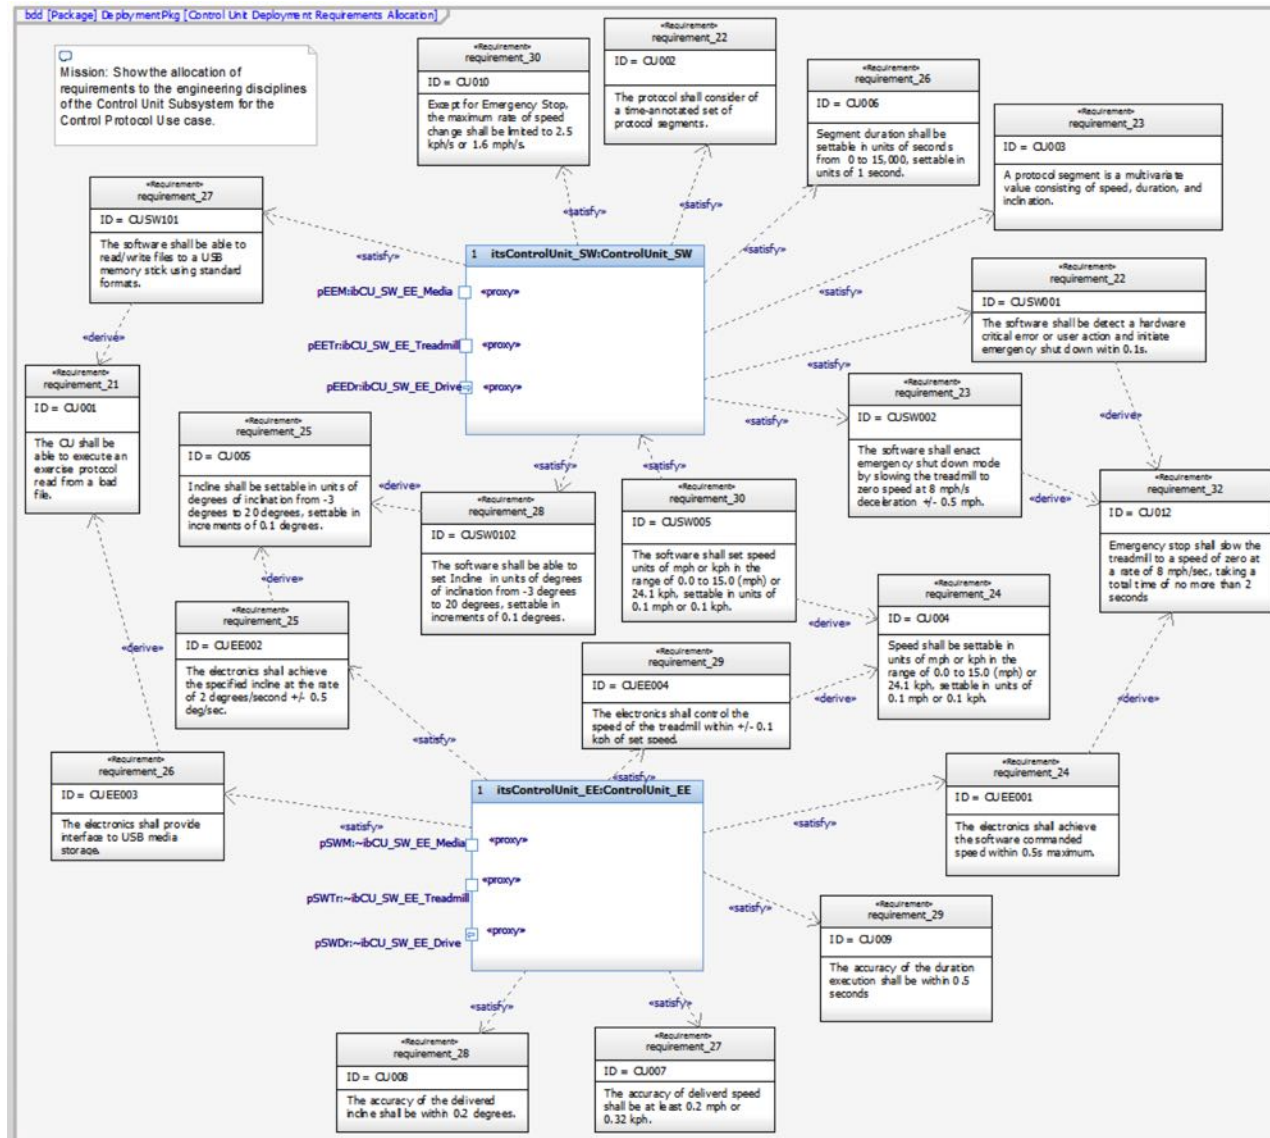 bdd [Package] DeploymentPkg [Control Unit Deployment Requirements Allocation]
Mission: Show the allocation of
requirements to the engineering disciplines
of the Control Unit Subsystem for the
Control Protocol Use case.
«Requirement»
requirement_30
ID = CU010
Except for Emergency Stop,
the maximum rate of speed
change shall be limited to 2.5
kph/s or 1.6 mph/s.
«Requirement»
requirement_22
ID = CU002
The protocol shall consider of
a time-annotated set of
protocol segments.
«Requirement»
requirement_26
ID = CU006
Segment duration shall be
settable in units of seconds
from 0 to 15,000, settable in
units of 1 second.
«Requirement»
requirement_23
ID = CU003
A protocol segment is a multivariate
value consisting of speed, duration, and
inclination.
«Requirement»
requirement_27
ID = CUSW101
The software shall be able to
read/write files to a USB
memory stick using standard
formats.
«satisfy»
«satisfy»
«satisfy»
«satisfy»
«satisfy»
1 itsControlUnit_SW:ControlUnit_SW
pEEM:ibCU_SW_EE_Media «proxy»
pEETr:ibCU_SW_EE_Treadmill «proxy»
pEEDr:ibCU_SW_EE_Drive «proxy»
«Requirement»
requirement_22
ID = CUSW001
The software shall be detect a hardware
critical error or user action and initiate
emergency shut down witin 0.1s.
«satisfy»
«derive»
«Requirement»
requirement_21
ID = CU001
The CU shall be
able to execute an
exercise protocol
read from a load
file.
«Requirement»
requirement_25
ID = CU005
Incline shall be settable in units of
degrees of inclination from -3
degrees to 20 degrees, settable in
increments of 0.1 degrees.
«Requirement»
requirement_23
ID = CUSW002
The software shall enact
emergency shut down mode
by slowing the treadmill to
zero speed at 8 mph/s
deceleration +/- 0.5 mph.
«satisfy»
«derive»
«derive»
«satisfy»
«satisfy»
«derive»
«Requirement»
requirement_28
ID = CUSW0102
The software shall be able to
set Incline in units of degrees
of inclination from -3 degrees
to 20 degrees, settable in
increments of 0.1 degrees.
«Requirement»
requirement_30
ID = CUSW005
The software shall set speed
units of mph or kph in the
range of 0.0 to 15.0 (mph) or
24.1 kph, settable in units of
0.1 mph or 0.1 kph.
«Requirement»
requirement_32
ID = CU012
Emergency stop shall slow the
treadmill to a speed of zero at
a rate of 8 mph/sec, taking a
total time of no more than 2
seconds
«derive»
«Requirement»
requirement_25
ID = CUEE002
The electronics shall achieve
the specified incline at the rate
of 2 degrees/second +/- 0.5
deg/sec.
«derive»
«derive»
«Requirement»
requirement_24
ID = CU004
Speed shall be settable in
units of mph or kph in the
range of 0.0 to 15.0 (mph) or
24.1 kph, settable in units of
0.1 mph or 0.1 kph.
«Requirement»
requirement_29
ID = CUEE004
The electronics shall control the
speed of the treadmill within +/- 0.1
kph of set speed.
«derive»
«derive»
«satisfy»
«satisfy»
«Requirement»
requirement_26
ID = CUEE003
The electronics shall provide
interface to USB media
storage.
«satisfy»
1 itsControlUnit_EE:ControlUnit_EE
pSWM:~ibCU_SW_EE_Media «proxy»
pSWTr:~ibCU_SW_EE_Treadmill «proxy»
pSWDr:~ibCU_SW_EE_Drive «proxy»
«Requirement»
requirement_24
ID = CUEE001
The electronics shall achieve
the software commanded
speed within 0.5s maximum.
«satisfy»
«satisfy»
«Requirement»
requirement_29
ID = CU009
The accuracy of the duration
execution shall be within 0.5
seconds
«satisfy»
«satisfy»
«Requirement»
requirement_28
ID = CU008
The accuracy of the delivered
incline shall be within 0.2 degrees.
«Requirement»
requirement_27
ID = CU007
The accuracy of deliverd speed
shall be at least 0.2 mph or
0.32 kph.